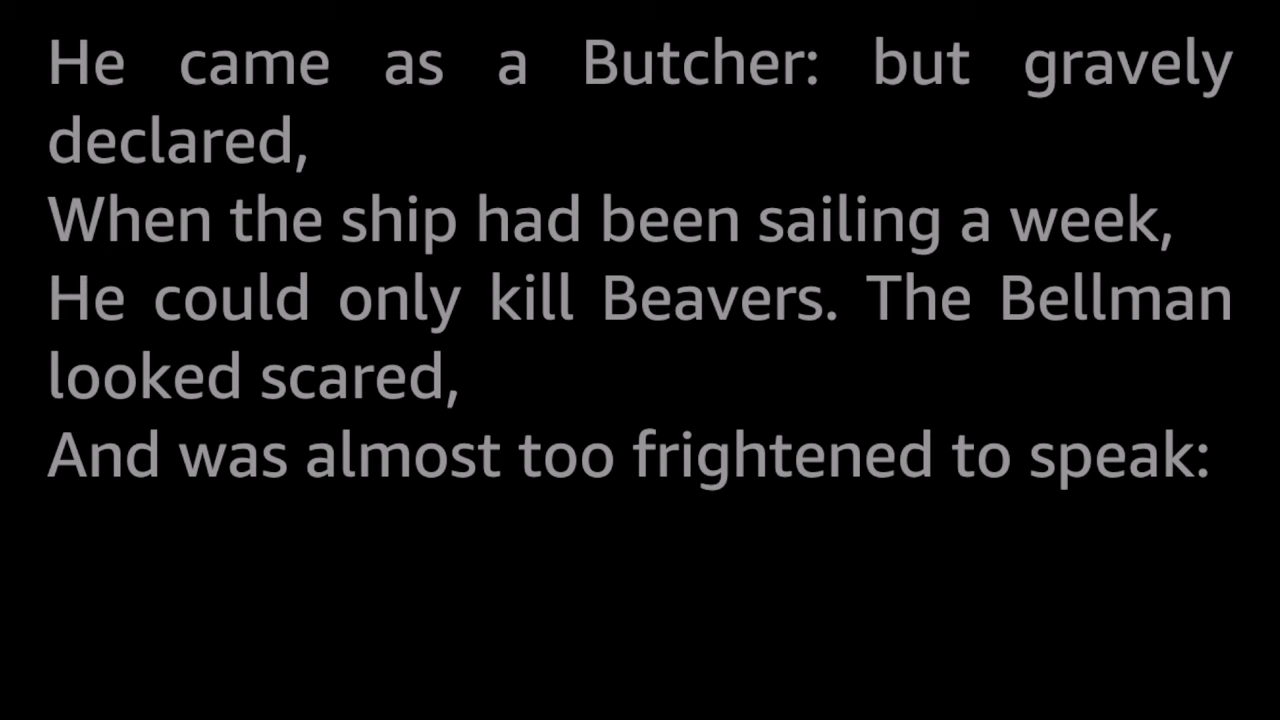 He came as a Butcher: but gravely
declared,
When the ship had been sailing a week,
He could only kill Beavers. The Bellman
looked scared,
And was almost too frightened to speak: